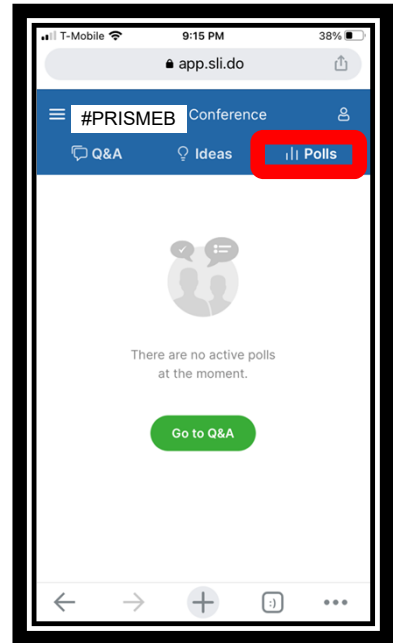 T-Mobile 9:15 PM 38%
app.sli.do
#PRISMEB Conference
Q&A Ideas Polls
There are no active polls
at the moment.
Go to Q&A
:)